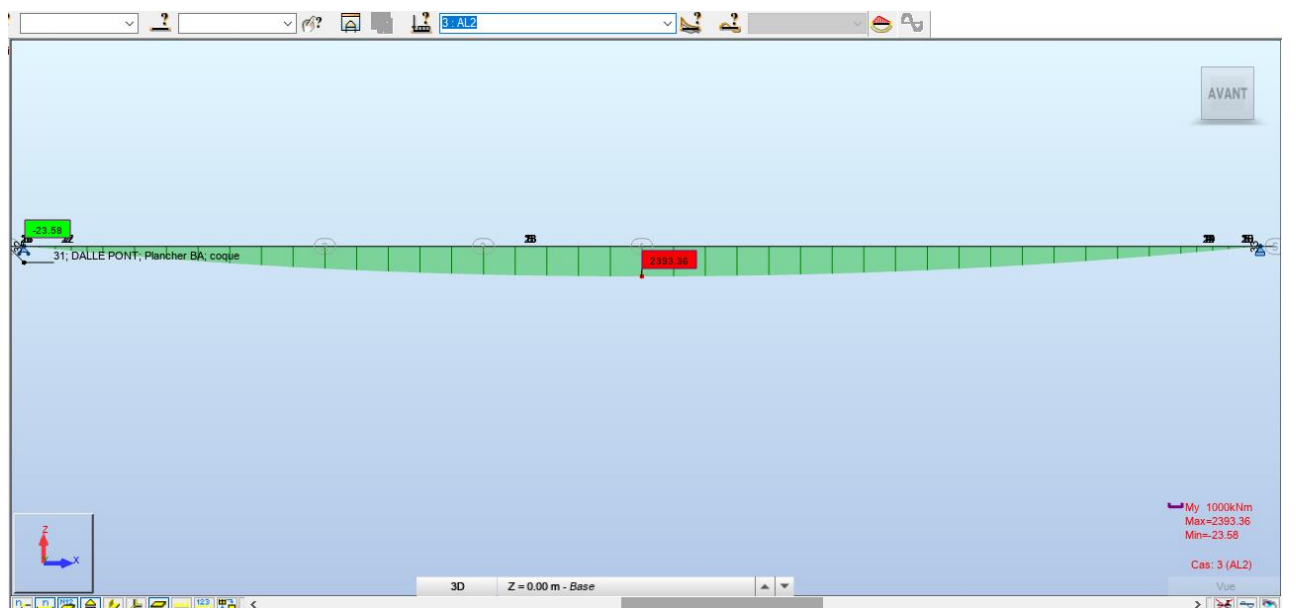 3 : AL2
AVANT
-23.58
31; DALLE PONT; Plancher BA; coque
2393.36
My 1000kNm
Max=2393.36
Min=-23.58
Cas: 3 (AL2)
Z
X
3D Z = 0.00 m - Base
Vue